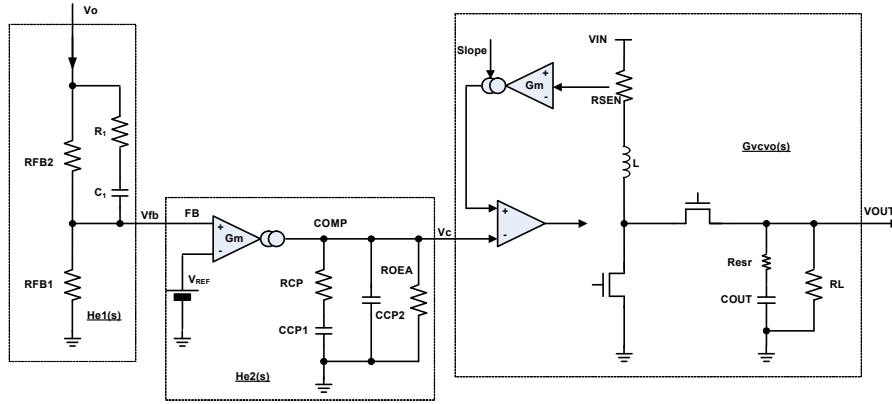 Vo
R1
RFB2
C1
Vfb
RFB1
He1(s)
FB
+
Gm
-
VREF
COMP
Vc
RCP
ROEA
CCP2
CCP1
He2(s)
Slope
VIN
+
Gm
-
RSEN
L
Gvcvo(s)
+
-
VOUT
Resr
RL
COUT